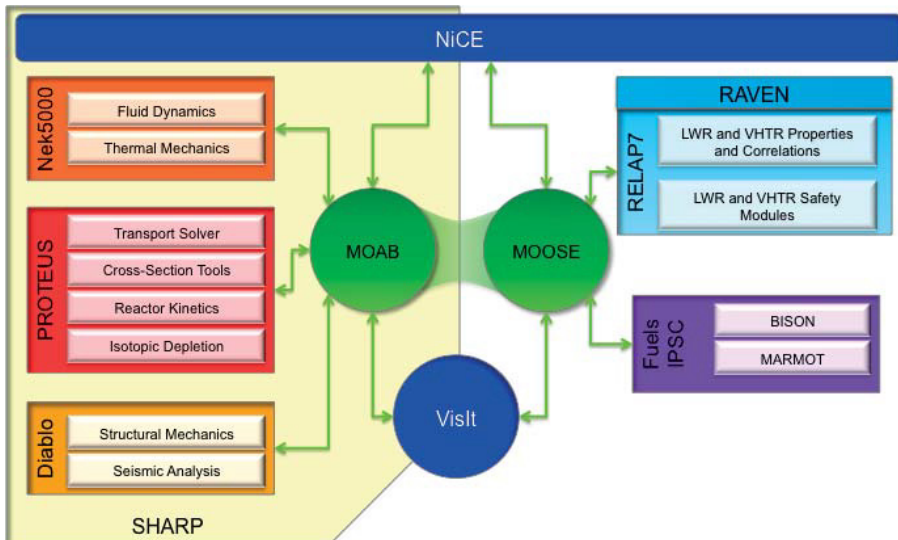 NiCE
Nek5000
Fluid Dynamics
Thermal Mechanics
PROTEUS
Transport Solver
Cross-Section Tools
Reactor Kinetics
Isotopic Depletion
Diablo
Structural Mechanics
Seismic Analysis
SHARP
MOAB
MOOSE
VisIt
RAVEN
RELAP7
LWR and VHTR Properties
and Correlations
LWR and VHTR Safety
Modules
Fuels
IPSC
BISON
MARMOT